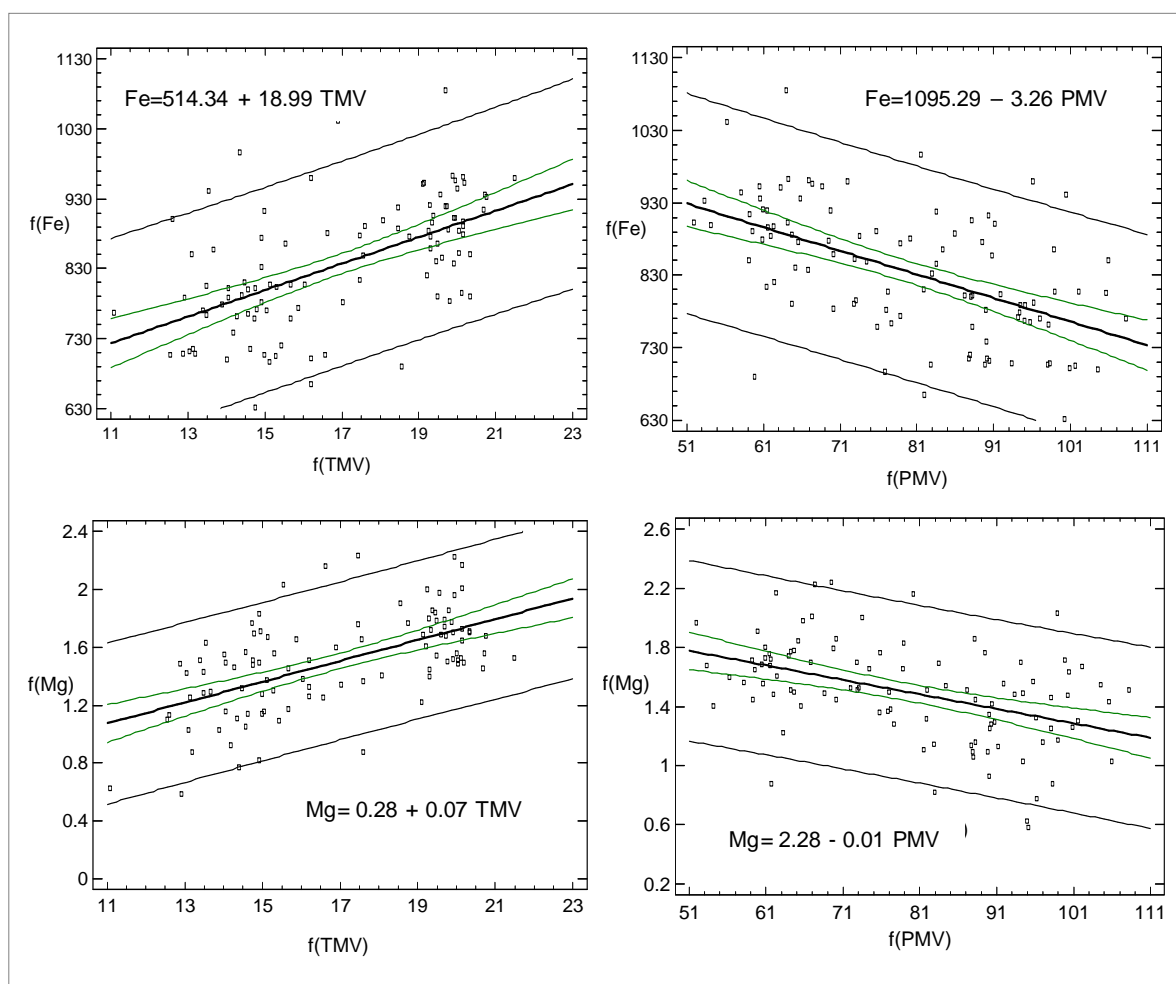 Fe=514.34 + 18.99 TMV
1130
1030
930
830
730
630
f(Fe)
11 13 15 17 19 21 23
f(TMV)
Fe=1095.29 – 3.26 PMV
1130
1030
930
830
730
630
f(Fe)
51 61 71 81 91 101 111
f(PMV)
2.4
2
1.6
1.2
0.8
0.4
0
f(Mg)
Mg= 0.28 + 0.07 TMV
11 13 15 17 19 21 23
f(TMV)
2.6
2.2
1.8
1.4
1
0.6
0.2
f(Mg)
Mg= 2.28 - 0.01 PMV )
51 61 71 81 91 101 111
f(PMV)